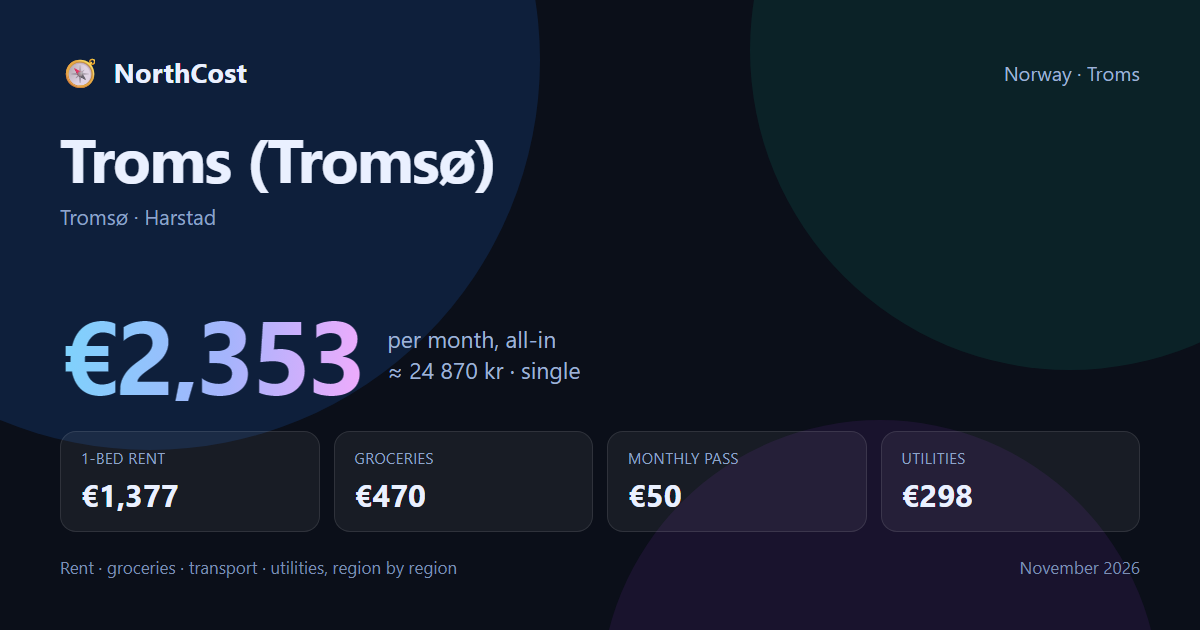 NorthCost
Norway · Troms
Troms (Tromsø)
Tromsø · Harstad
€2,353
per month, all-in
≈ 24 870 kr · single
1-BED RENT
€1,377
GROCERIES
€470
MONTHLY PASS
€50
UTILITIES
€298
Rent · groceries · transport · utilities, region by region
November 2026